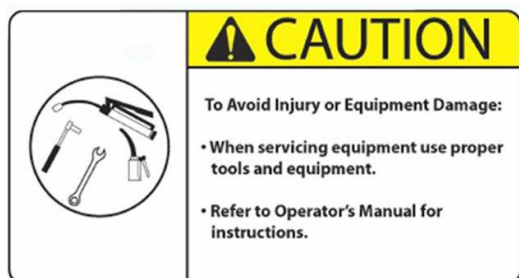 CAUTION
To Avoid Injury or Equipment Damage:
• When servicing equipment use proper
tools and equipment.
• Refer to Operator's Manual for
instructions.